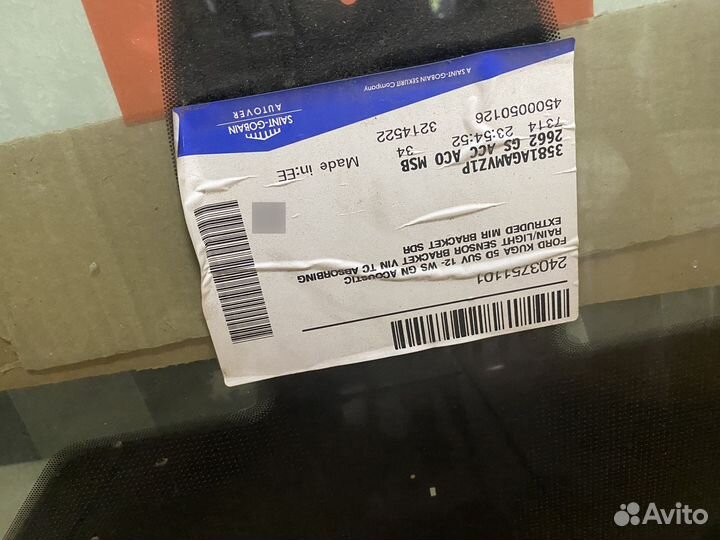 2403751101
FORD KUGA 5D SUV 12- WS GN ACOUSTIC
RAIN/LIGHT SENSOR BRACKET VIN TC ABSORBING
EXTRUDED MIR BRACKET SDR
3581AGAMVZ1P
2662 GS ACC ACO MSB
7314 23:54:52 34
4500050126 3214522
Made in:EE
SAINT-GOBAIN
AUTOVER
A SAINT-GOBAIN SEKURIT Company
Avito